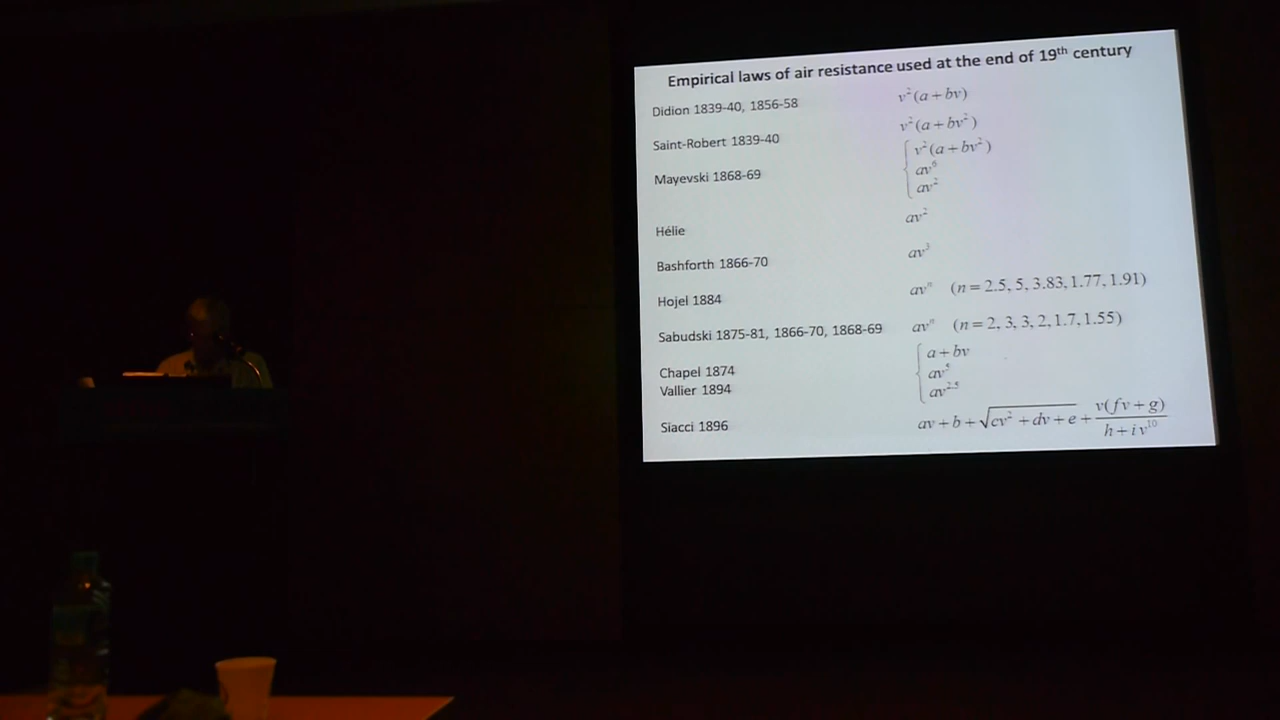 Empirical laws of air resistance used at the end of 19th century
Didion 1839-40, 1856-58 v²(a + bv)
Saint-Robert 1839-40 v²(a + bv²)
Mayevski 1868-69 { v²(a + bv²)
av⁶
av²
Hélie av²
Bashforth 1866-70 av³
Hojel 1884 avⁿ (n = 2.5, 5, 3.83, 1.77, 1.91)
Sabudski 1875-81, 1866-70, 1868-69 avⁿ (n = 2, 3, 3, 2, 1.7, 1.55)
Chapel 1874 { a + bv
av⁵
Vallier 1894 av²·⁵
Siacci 1896 av + b + √(cv² + dv + e) + v(fv + g) / (h + iv¹⁰)